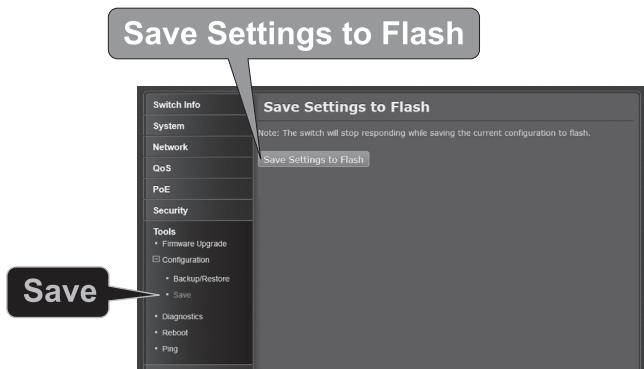 Save Settings to Flash
Switch Info
System
Network
QoS
PoE
Security
Tools
• Firmware Upgrade
Configuration
• Backup/Restore
• Save
• Diagnostics
• Reboot
• Ping
Save Settings to Flash
Note: The switch will stop responding while saving the current configuration to flash.
Save Settings to Flash
Save